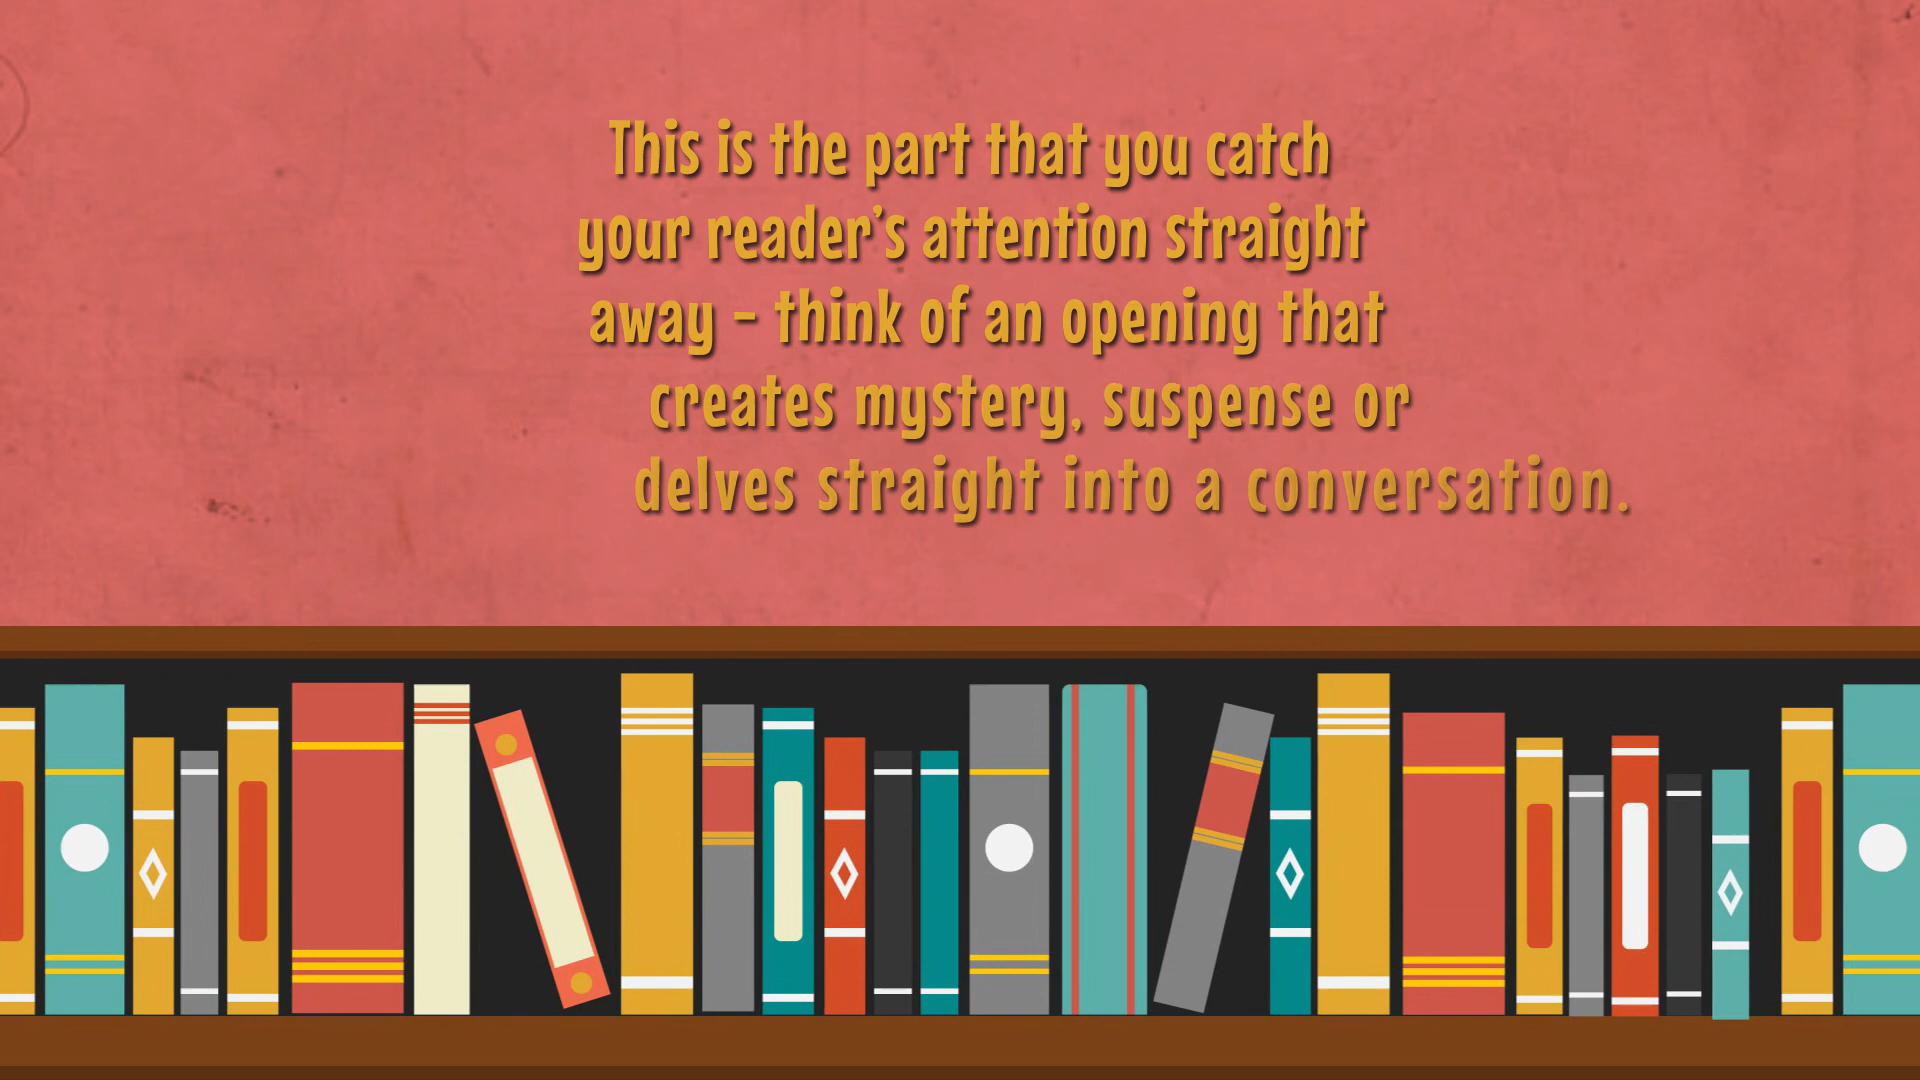 This is the part that you catch
your reader’s attention straight
away - think of an opening that
creates mystery, suspense or
delves straight into a conversation.